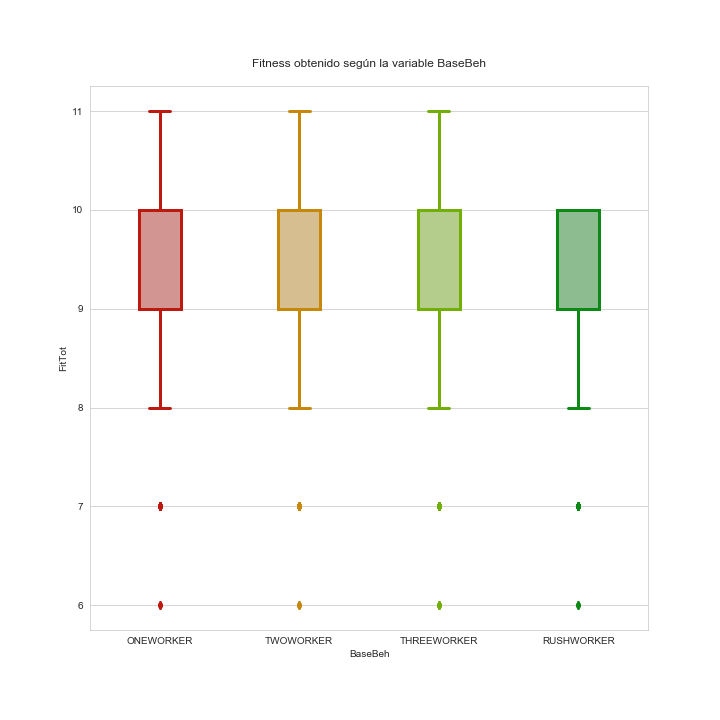 Fitness obtenido según la variable BaseBeh
11
10
9
8
7
6
FitTot
ONEWORKER TWOWORKER THREEWORKER RUSHWORKER
BaseBeh